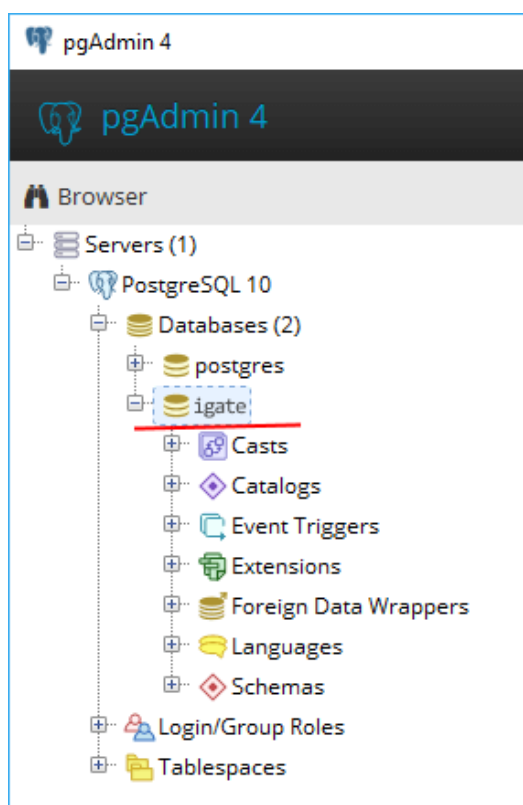 pgAdmin 4
pgAdmin 4
Browser
Servers (1)
PostgreSQL 10
Databases (2)
postgres
igate
Casts
Catalogs
Event Triggers
Extensions
Foreign Data Wrappers
Languages
Schemas
Login/Group Roles
Tablespaces